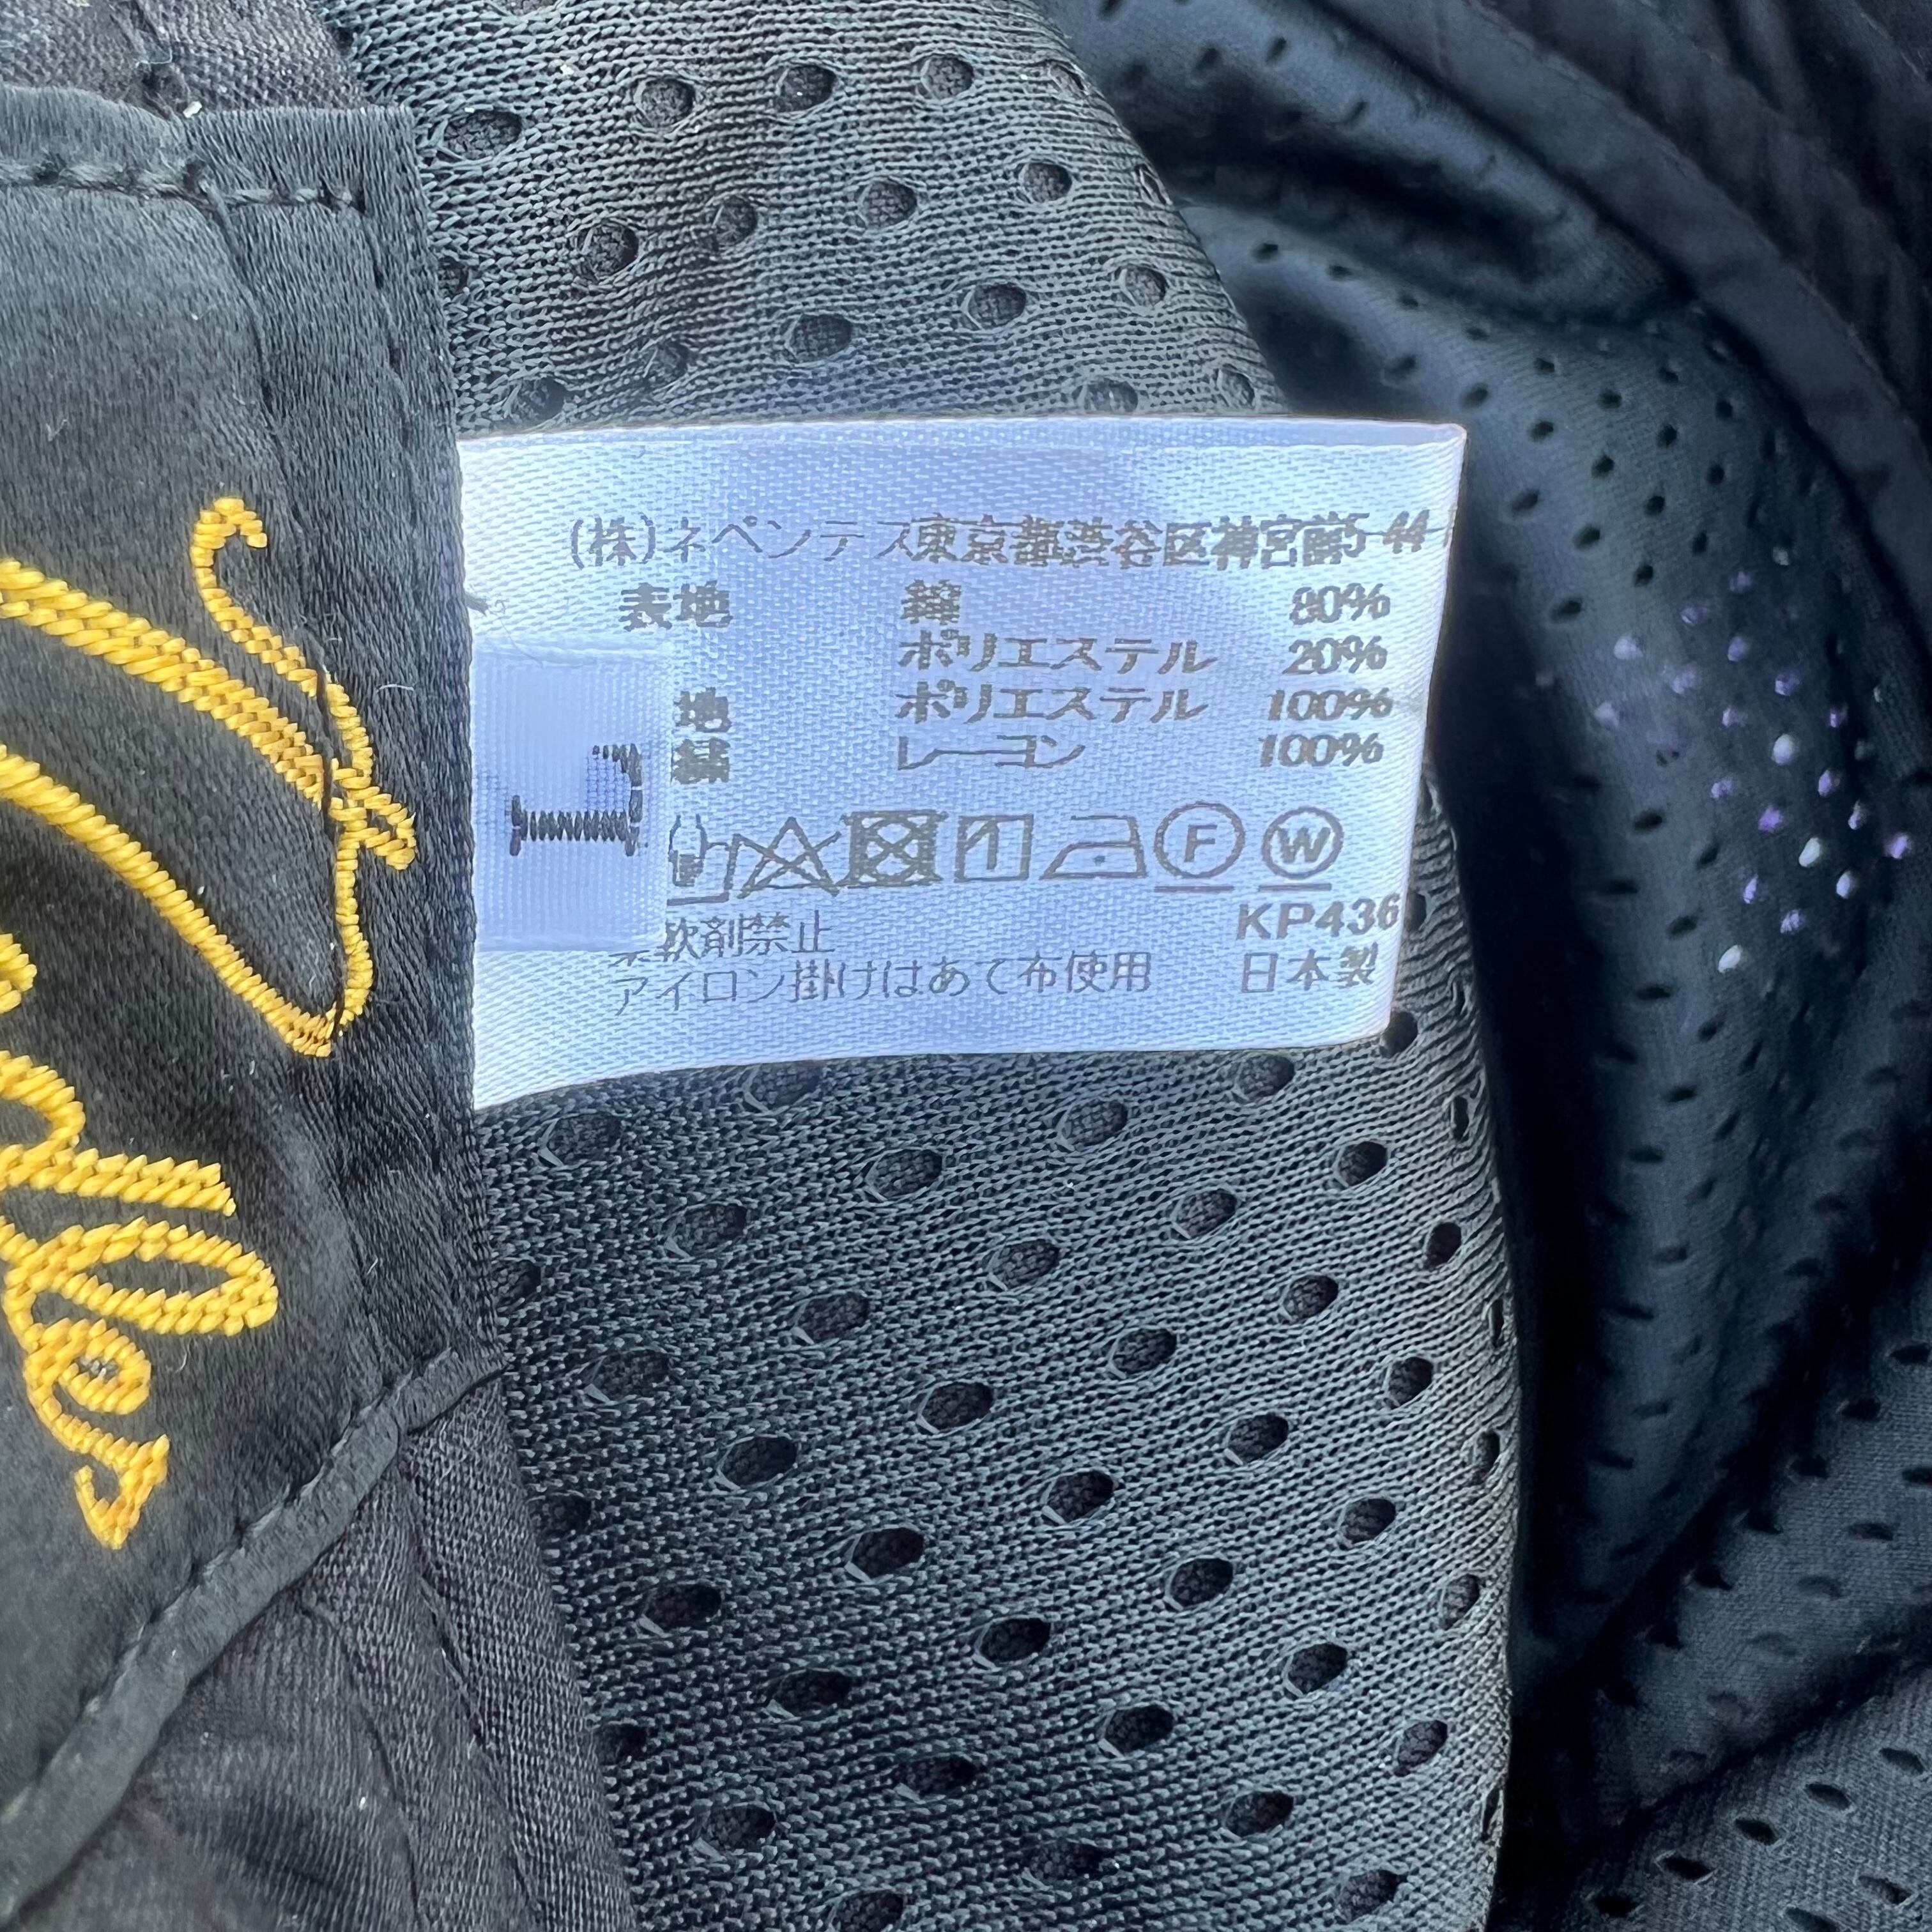 (株)ネペンテス東京都渋谷区神宮前5-44
表地 綿 80%
ポリエステル 20%
地 ポリエステル 100%
レーヨン 100%
L
F W
KP436
軟剤禁止
アイロン掛けはあて布使用 日本製
dles